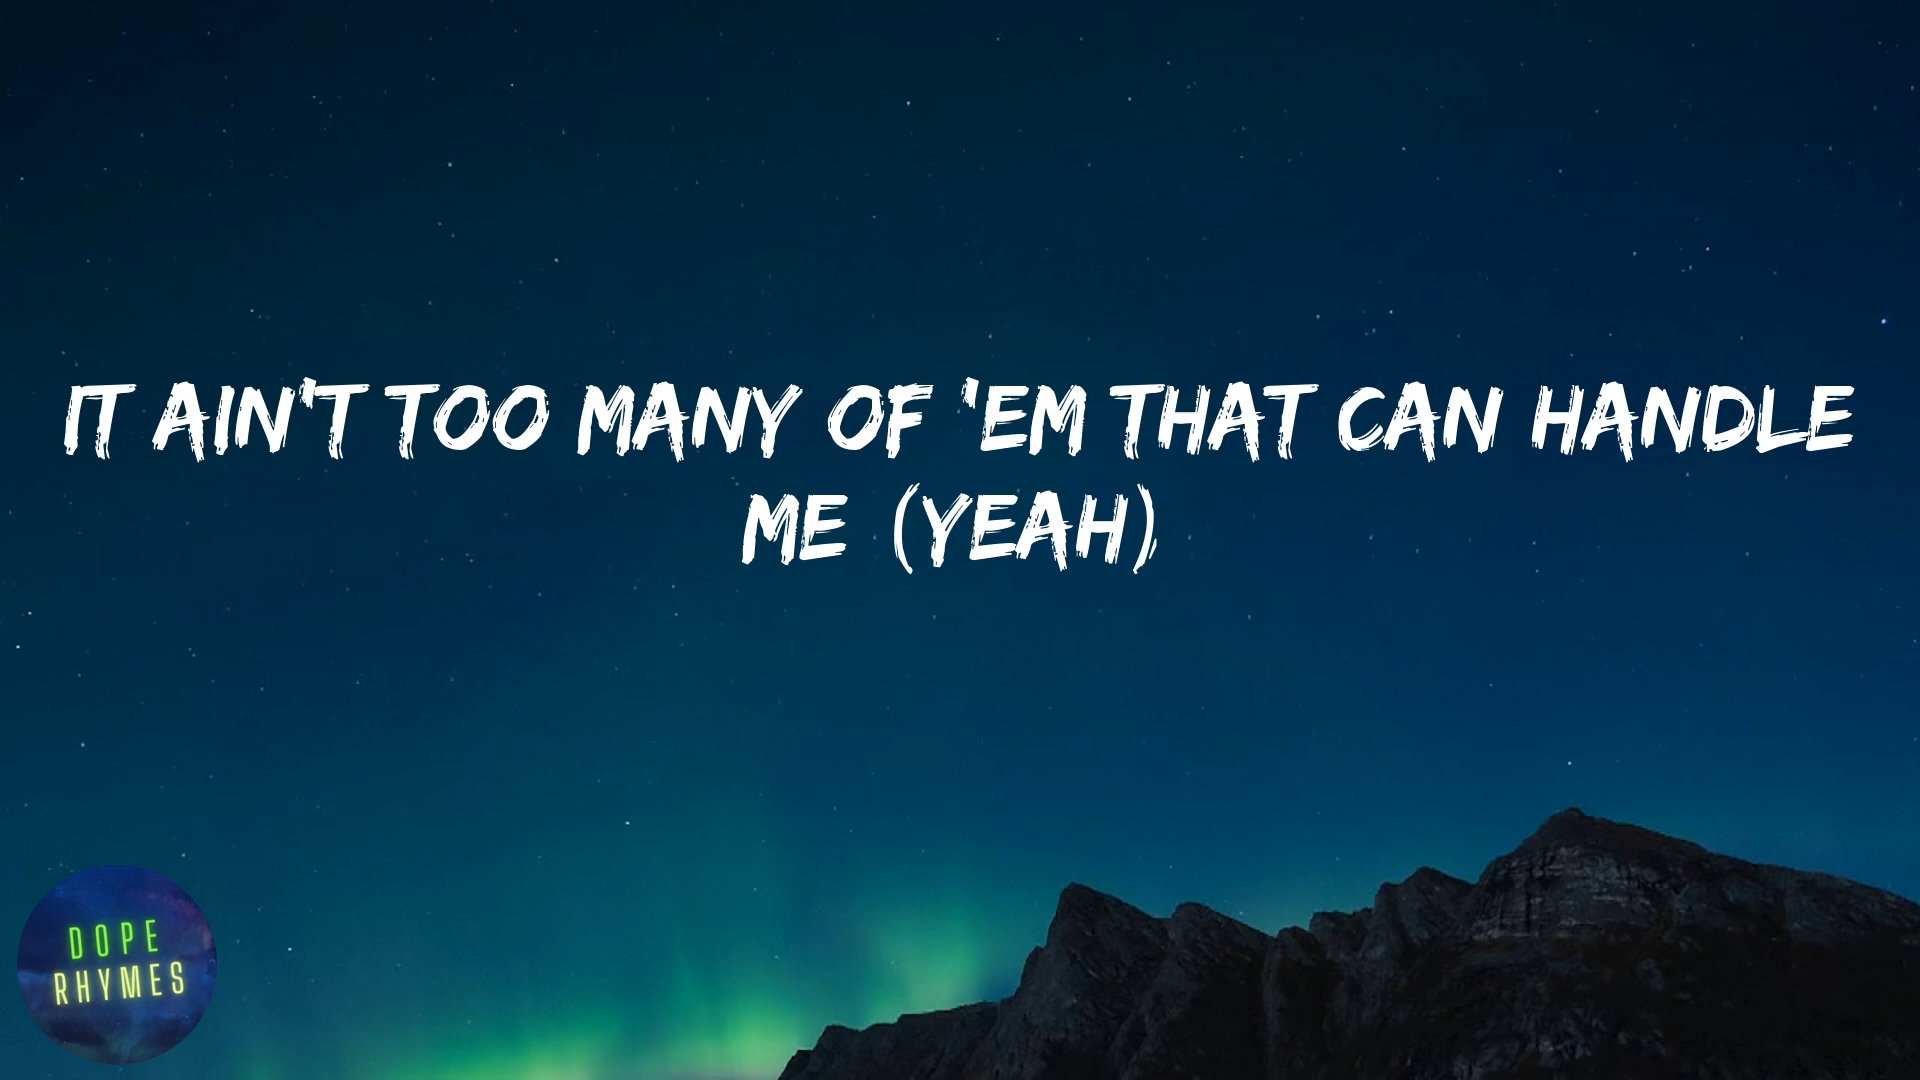 IT AIN'T TOO MANY OF 'EM THAT CAN HANDLE
ME (YEAH)
DOPE
RHYMES